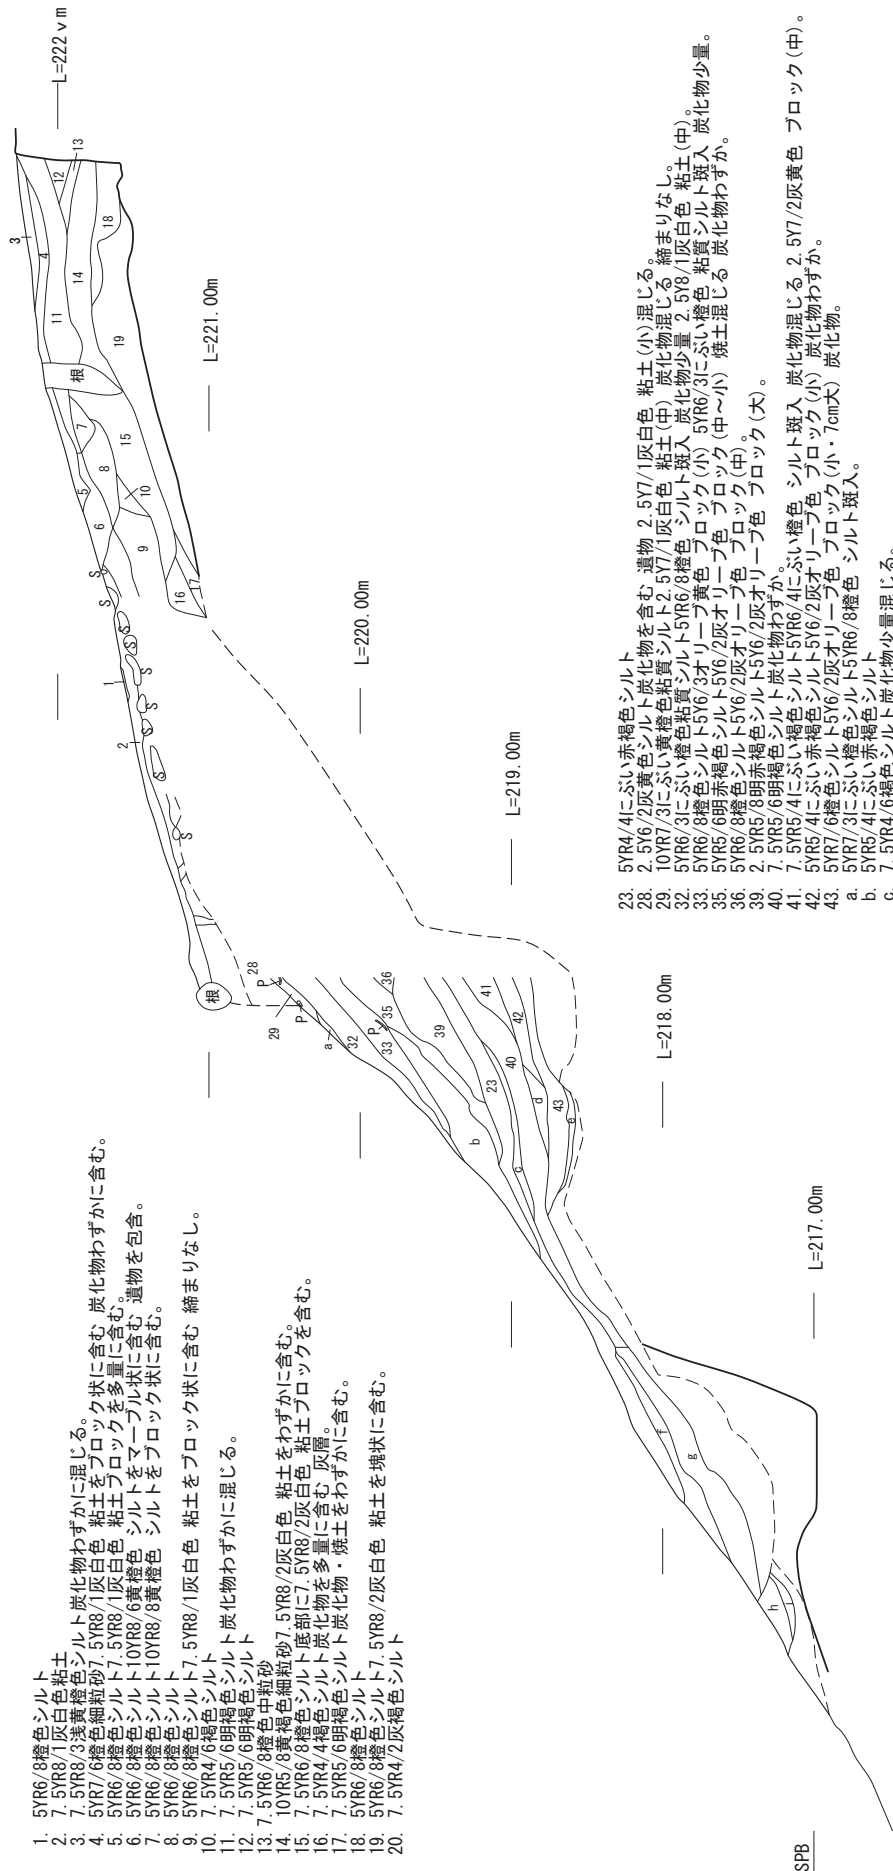 1. 5YR6/8橙色シルト
2. 7.5YR8/1灰白色粘土
3. 7.5YR8/3浅黄橙色シルト炭化物わずかに混じる。
4. 5YR7/6橙色細粒砂7.5YR8/1灰白色 粘土をブロック状に含む 炭化物わずかに含む。
5. 5YR6/8橙色シルト7.5YR8/1灰白色 粘土ブロックを多量に含む。
6. 5YR6/8橙色シルト10YR8/6黄橙色 シルトをマーブル状に含む 遺物を包含。
7. 5YR6/8橙色シルト10YR8/8黄橙色 シルトをブロック状に含む。
8. 5YR6/8橙色シルト
9. 5YR6/8橙色シルト7.5YR8/1灰白色 粘土をブロック状に含む 締まりなし。
10. 7.5YR4/6褐色シルト
11. 7.5YR5/6明褐色シルト炭化物わずかに混じる。
12. 7.5YR5/6明褐色シルト
13. 7.5YR6/8橙色中粒砂
14. 10YR5/8黄褐色細粒砂7.5YR8/2灰白色 粘土をわずかに含む。
15. 7.5YR6/8橙色シルト底部に7.5YR8/2灰白色 粘土ブロックを含む。
16. 7.5YR4/4褐色シルト炭化物を多量に含む 灰層。
17. 7.5YR5/6明褐色シルト炭化物・焼土をわずかに含む。
18. 5YR6/8橙色シルト
19. 5YR6/8橙色シルト7.5YR8/2灰白色 粘土を塊状に含む。
20. 7.5YR4/2灰褐色シルト
23. 5YR4/4にぶい赤褐色シルト
28. 2.5Y6/2灰黄色シルト炭化物を含む 遺物 2.5Y7/1灰白色 粘土(小)混じる。
29. 10YR7/3にぶい黄橙色粘質シルト2.5Y7/1灰白色 粘土(中) 炭化物混じる 締まりなし。
32. 5YR6/3にぶい橙色粘質シルト5YR6/8橙色 シルト斑入 炭化物少量 2.5Y8/1灰白色 粘土(中)。
33. 5YR6/8橙色シルト5Y6/3オリーブ黄色 ブロック(小) 5YR6/3にぶい橙色 粘質シルト斑入 炭化物少量。
35. 5YR5/6明赤褐色シルト5Y6/2灰オリーブ色 ブロック(中～小) 焼土混じる 炭化物わずか。
36. 5YR6/8橙色シルト5Y6/2灰オリーブ色 ブロック(中)。
39. 2.5YR5/8明赤褐色シルト5Y6/2灰オリーブ色 ブロック(大)。
40. 7.5YR5/6明褐色シルト炭化物わずか。
41. 7.5YR5/4にぶい褐色シルト5YR6/4にぶい橙色 シルト斑入 炭化物混じる 2.5Y7/2灰黄色 ブロック(中)。
42. 5YR5/4にぶい赤褐色シルト5Y6/2灰オリーブ色 ブロック(小) 炭化物わずか。
43. 5YR7/6橙色シルト5Y6/2灰オリーブ色 ブロック(小・7cm大) 炭化物。
a. 5YR7/3にぶい橙色シルト5YR6/8橙色 シルト斑入。
b. 5YR5/4にぶい赤褐色シルト
c. 7.5YR4/6褐色シルト炭化物少量混じる。
L=222ｖm
L=221.00m
L=220.00m
L=219.00m
L=218.00m
L=217.00m
SPB
根
根
1
2
3
4
5
6
7
8
9
10
11
12
13
14
15
16
17
18
19
S
S
S
S
S
S
S
S
S
P
P
P
28
29
a
32
33
35
36
39
23
b
c
40
41
42
d
43
e
f
g
h
i